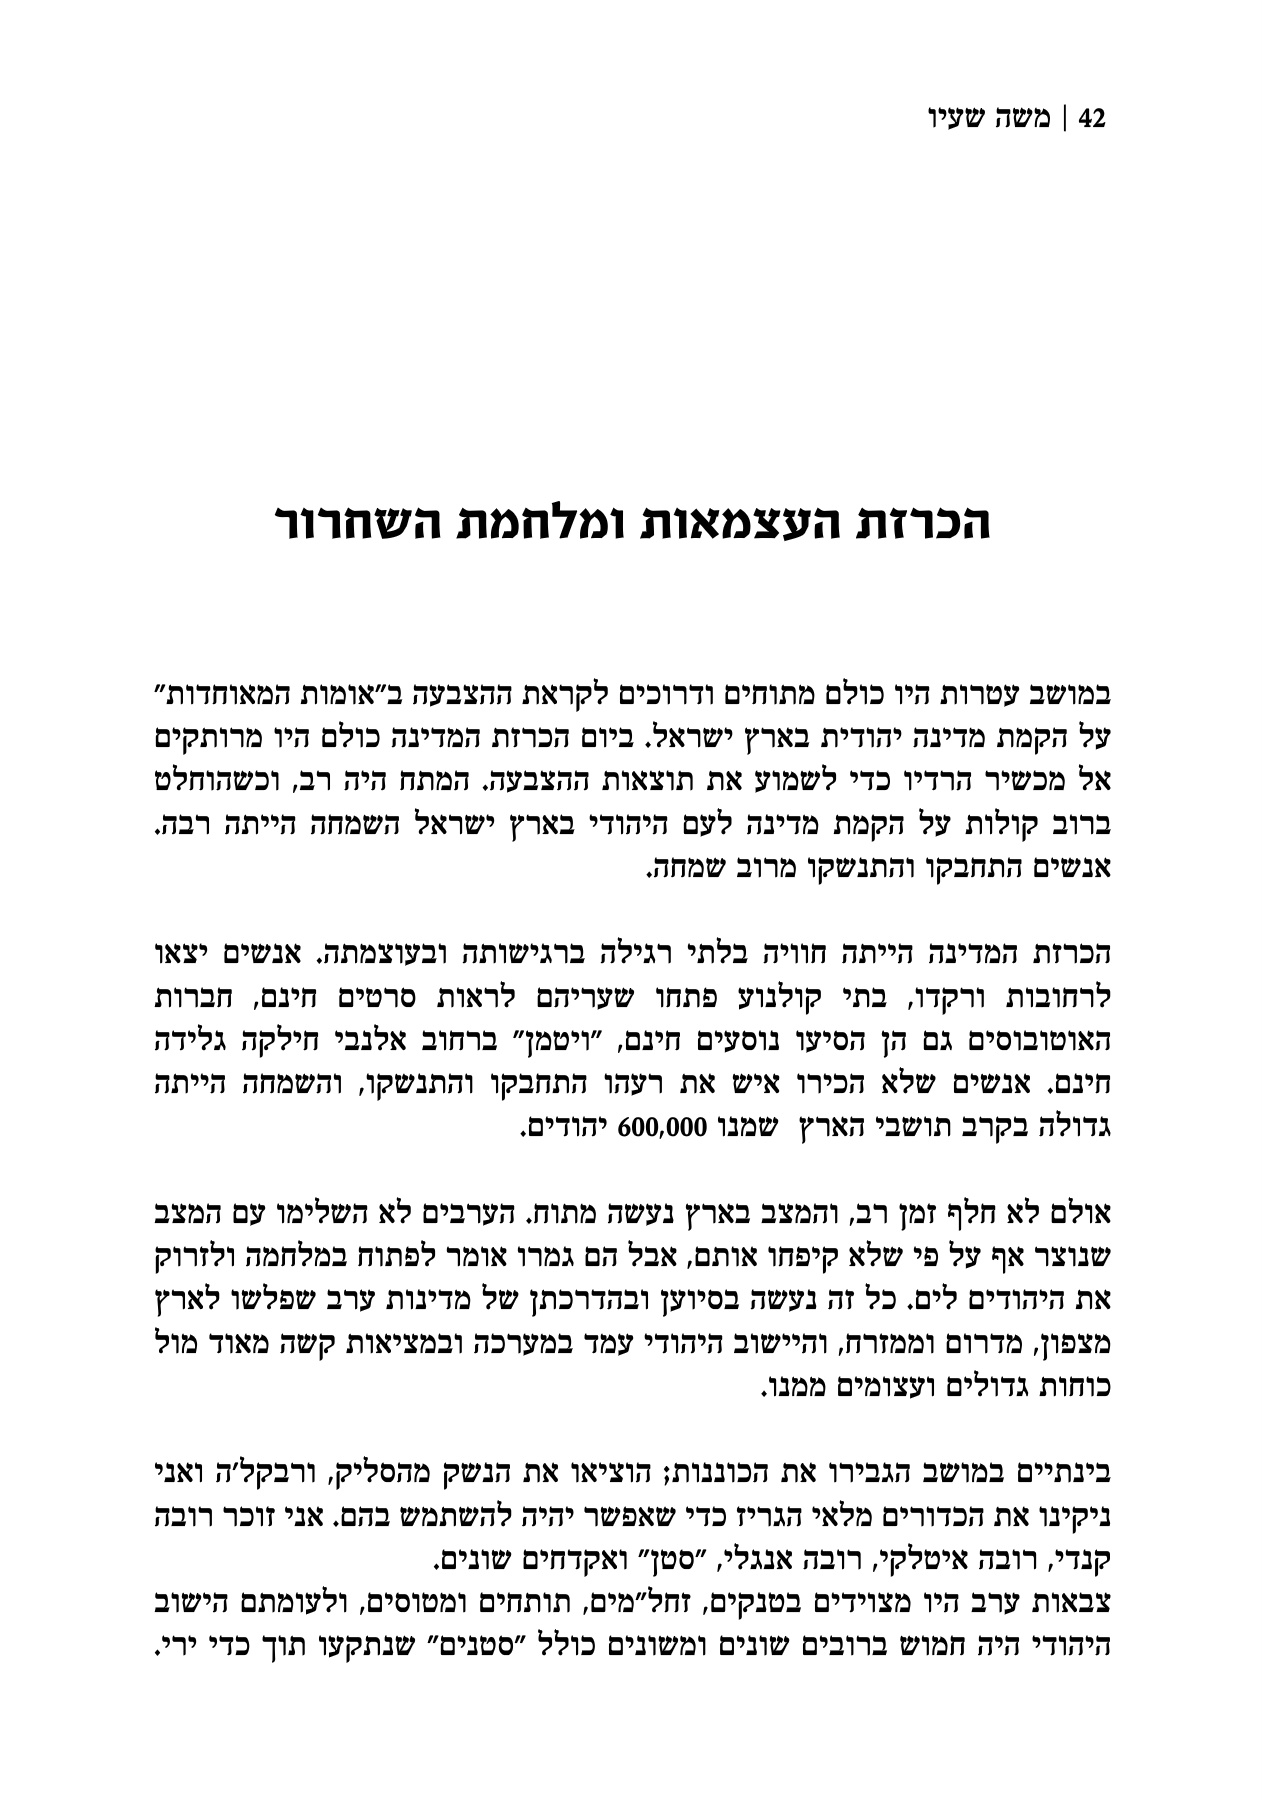 42 | משה שעיו
הכרזת העצמאות ומלחמת השחרור
במושב עטרות היו כולם מתוחים ודרוכים לקראת ההצבעה ב"אומות המאוחדות"
על הקמת מדינה יהודית בארץ ישראל. ביום הכרזת המדינה כולם היו מרותקים
אל מכשיר הרדיו כדי לשמוע את תוצאות ההצבעה. המתח היה רב, וכשהוחלט
ברוב קולות על הקמת מדינה לעם היהודי בארץ ישראל השמחה הייתה רבה.
אנשים התחבקו והתנשקו מרוב שמחה.
הכרזת המדינה הייתה חוויה בלתי רגילה ברגישותה ובעוצמתה. אנשים יצאו
לרחובות ורקדו, בתי קולנוע פתחו שעריהם לראות סרטים חינם, חברות
האוטובוסים גם הן הסיעו נוסעים חינם, "ויטמן" ברחוב אלנבי חילקה גלידה
חינם. אנשים שלא הכירו איש את רעהו התחבקו והתנשקו, והשמחה הייתה
גדולה בקרב תושבי הארץ  שמנו 600,000 יהודים.
אולם לא חלף זמן רב, והמצב בארץ נעשה מתוח. הערבים לא השלימו עם המצב
שנוצר אף על פי שלא קיפחו אותם, אבל הם גמרו אומר לפתוח במלחמה ולזרוק
את היהודים לים. כל זה נעשה בסיוען ובהדרכתן של מדינות ערב שפלשו לארץ
מצפון, מדרום וממזרח, והיישוב היהודי עמד במערכה ובמציאות קשה מאוד מול
כוחות גדולים ועצומים ממנו.
בינתיים במושב הגבירו את הכוננות; הוציאו את הנשק מהסליק, ורבקל'ה ואני
ניקינו את הכדורים מלאי הגריז כדי שאפשר יהיה להשתמש בהם. אני זוכר רובה
קנדי, רובה איטלקי, רובה אנגלי, "סטן" ואקדחים שונים.
צבאות ערב היו מצוידים בטנקים, זחל"מים, תותחים ומטוסים, ולעומתם הישוב
היהודי היה חמוש ברובים שונים ומשונים כולל "סטנים" שנתקעו תוך כדי ירי.